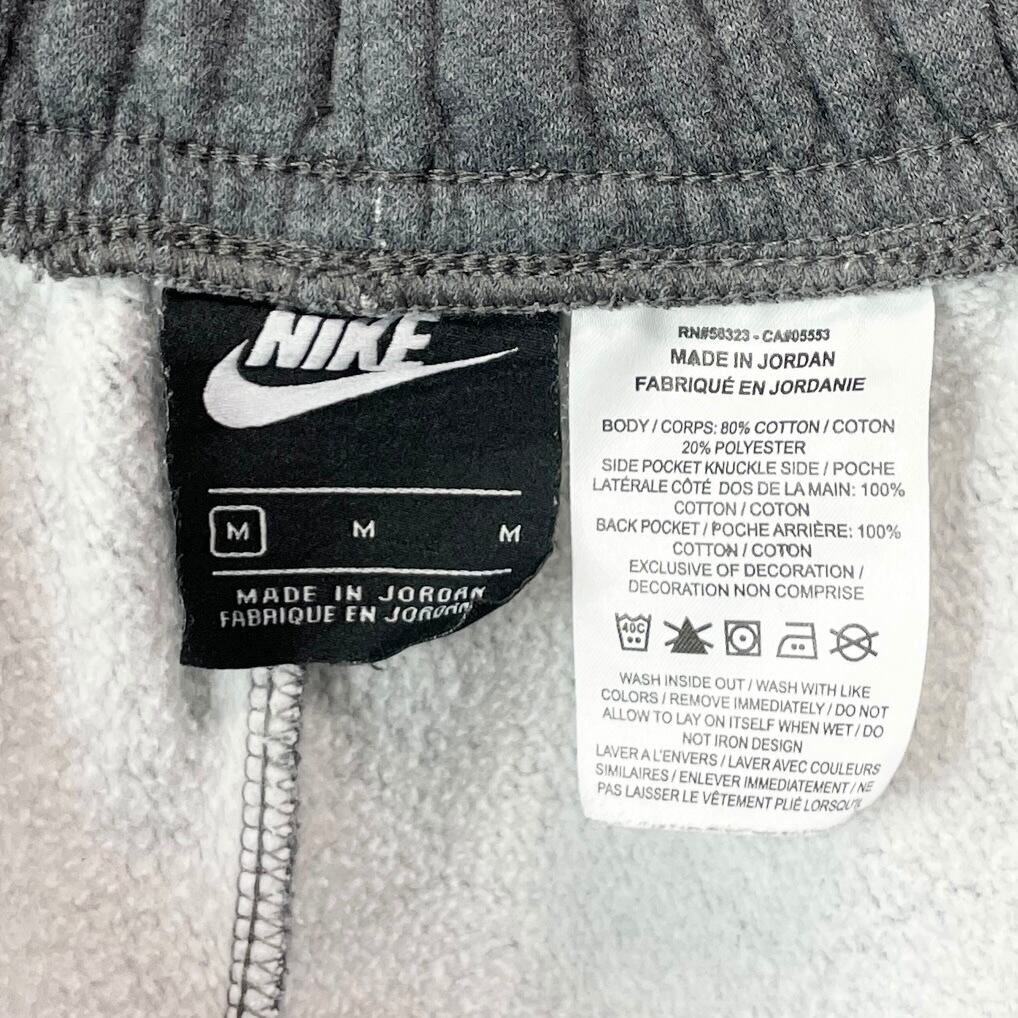 NIKE
M M M
MADE IN JORDAN
FABRIQUE EN JORDAN
RN#56323 - CA#05553
MADE IN JORDAN
FABRIQUÉ EN JORDANIE
BODY / CORPS: 80% COTTON / COTON
20% POLYESTER
SIDE POCKET KNUCKLE SIDE / POCHE
LATÉRALE CÔTÉ DOS DE LA MAIN: 100%
COTTON / COTON
BACK POCKET / POCHE ARRIÈRE: 100%
COTTON / COTON
EXCLUSIVE OF DECORATION /
DECORATION NON COMPRISE
40C
WASH INSIDE OUT / WASH WITH LIKE
COLORS / REMOVE IMMEDIATELY / DO NOT
ALLOW TO LAY ON ITSELF WHEN WET / DO
NOT IRON DESIGN
LAVER A L'ENVERS / LAVER AVEC COULEURS
SIMILAIRES / ENLEVER IMMEDIATEMENT / NE
PAS LAISSER LE VÊTEMENT PLIÉ LORSQU'IL